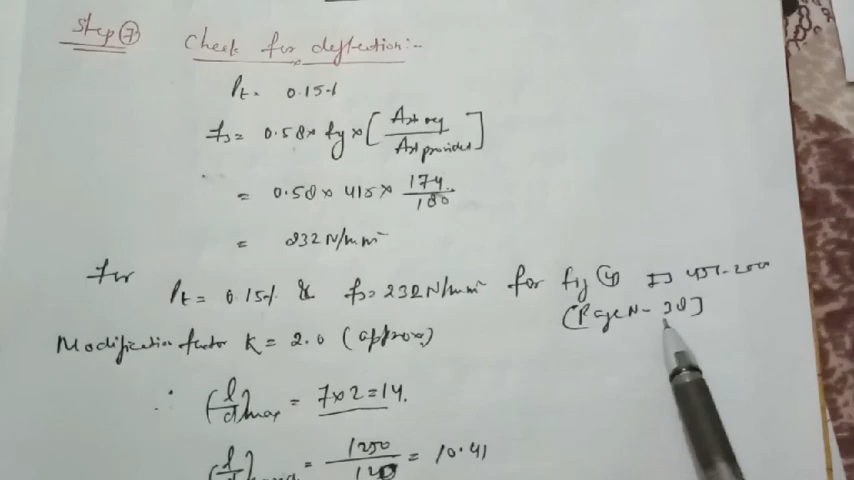 Step ⑦ Check for deflection:-
Pt = 0.15%
fs = 0.58 × fy × [Ast req / Ast provided]
= 0.58 × 415 × 174 / 180
= 232 N/mm²
For
Pt = 0.15% & fs = 232 N/mm² for fig ④ IS 456-2000
(Page N- 38)
Modification factor K = 2.0 (approx)
∴ (l/d)max = 7×2 = 14.
(l/d) = 1250 / 120 = 10.41